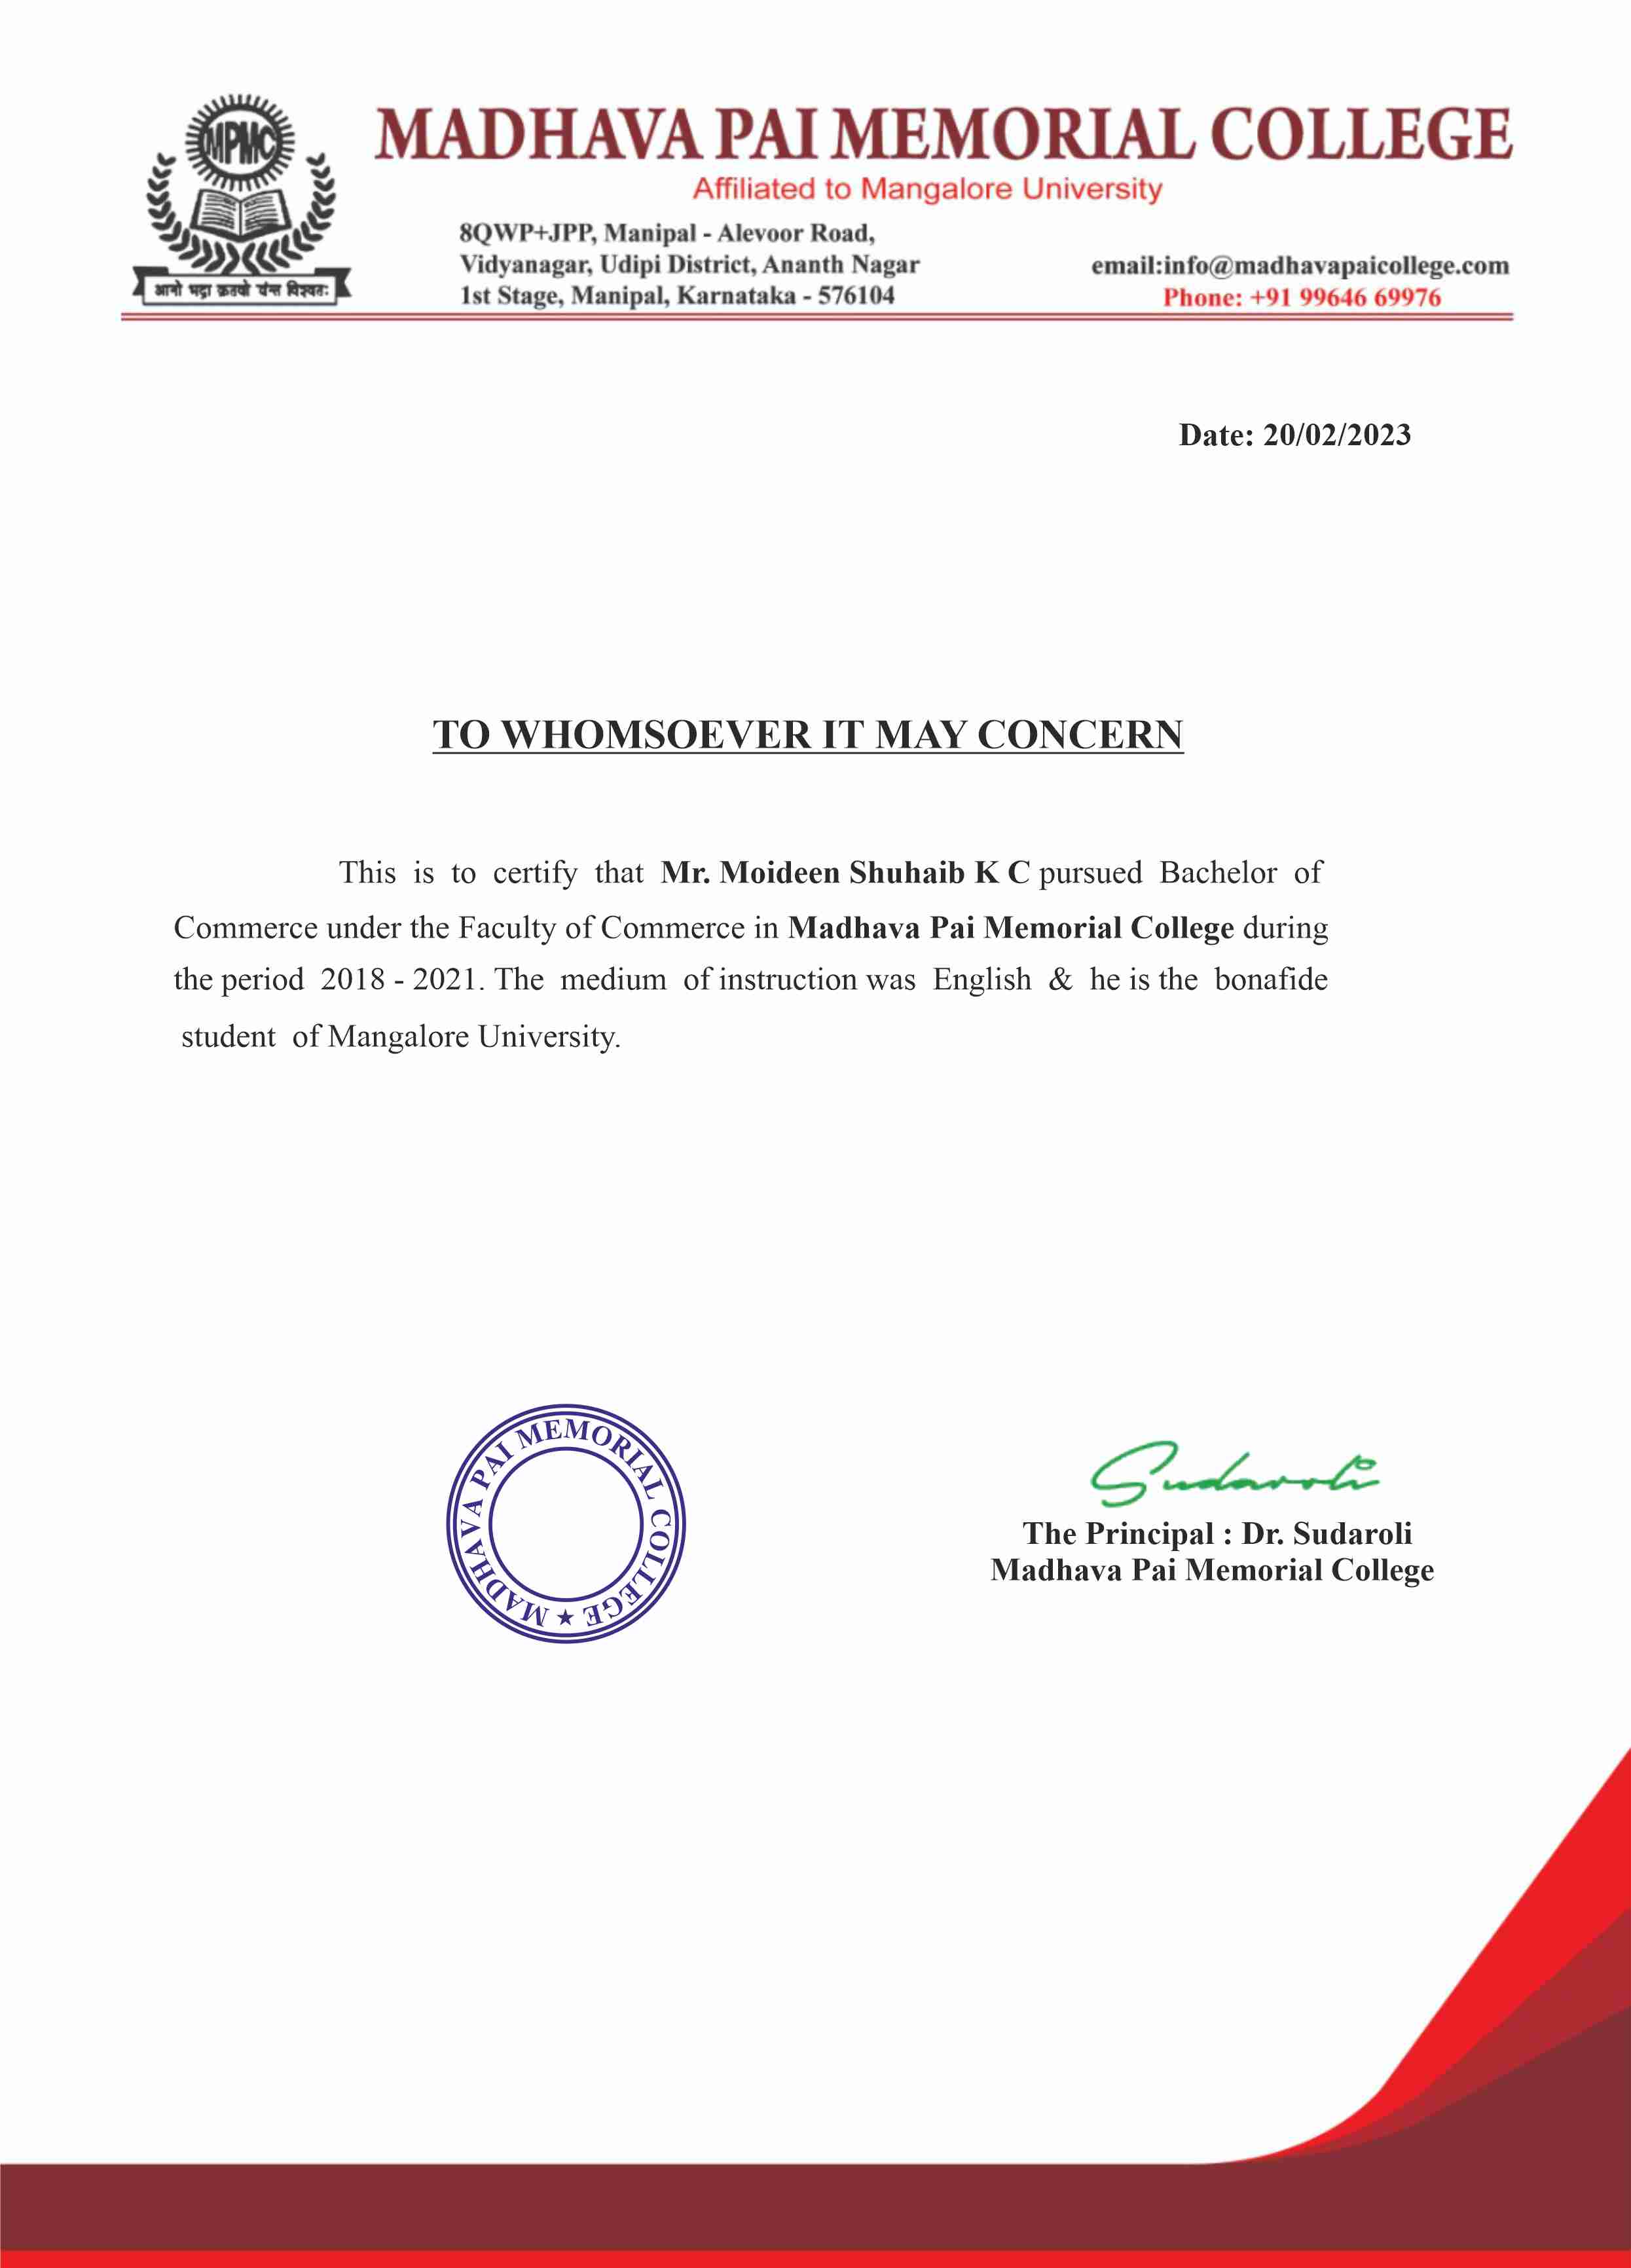 MPMC
आनो भद्रा क्रतवो यन्तु विश्वतः
MADHAVA PAI MEMORIAL COLLEGE
Affiliated to Mangalore University
8QWP+JPP, Manipal - Alevoor Road,
Vidyanagar, Udipi District, Ananth Nagar
1st Stage, Manipal, Karnataka - 576104
email:info@madhavapaicollege.com
Phone: +91 99646 69976
Date: 20/02/2023
TO WHOMSOEVER IT MAY CONCERN
This is to certify that Mr. Moideen Shuhaib K C pursued Bachelor of
Commerce under the Faculty of Commerce in Madhava Pai Memorial College during
the period 2018 - 2021. The medium of instruction was English & he is the bonafide
student of Mangalore University.
MADHAVA PAI MEMORIAL COLLEGE ★
Sudaroli
The Principal : Dr. Sudaroli
Madhava Pai Memorial College